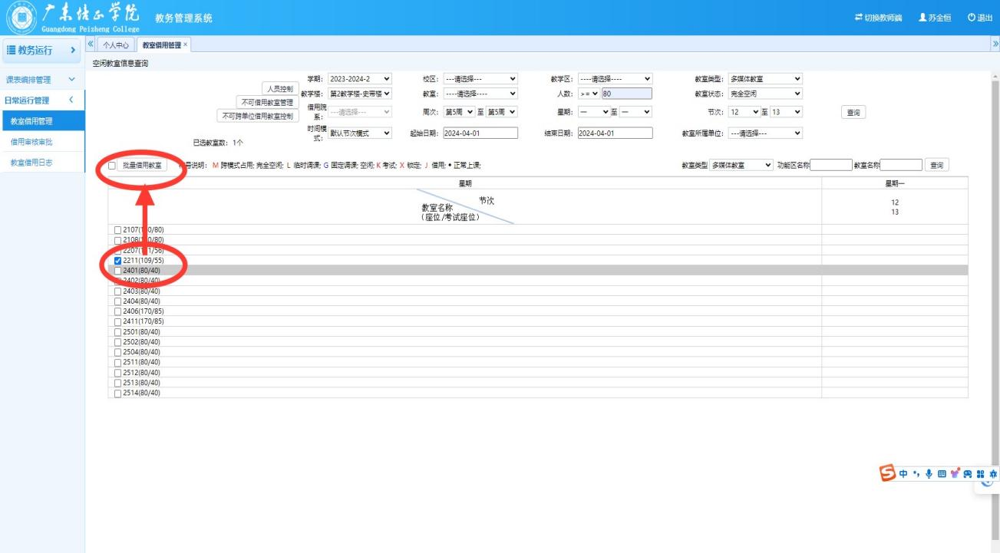 广东培正学院
Guangdong Peizheng College
教务管理系统
切换教师端 苏全恒 退出
教务运行
课表编排管理
日常运行管理
教室借用管理
借用审核审批
教室借用日志
个人中心 教室借用管理 ×
空闲教室信息查询
学期： 2023-2024-2 校区： ---请选择--- 教学区： ----请选择---- 教室类型： 多媒体教室
人员控制 教学楼： 第2教学楼-史带楼 教室： ----请选择---- 人数： >= 80 教室状态： 完全空闲
不可借用教室管理
不可跨单位借用教室控制 借用院系： ---请选择--- 周次： 第5周 至 第5周 星期： 一 至 一 节次： 12 至 13 查询
时间模式： 默认节次模式 起始日期： 2024-04-01 结束日期： 2024-04-01 教室所属单位： ---请选择---
已选教室数： 1个
批量借用教室 号说明： M 跨模式占用; 完全空闲; L 临时调课; G 固定调课; 空闲; K 考试; X 锁定; J 借用; • 正常上课; 教室类型 多媒体教室 功能区名称 教室名称 查询
星期 星期一
节次
教室名称
（座位/考试座位）
12
13
2107( 0/80)
2108( 0/80)
2207( 1/56)
2211(109/55)
2401(80/40)
2402(80/40)
2403(80/40)
2404(80/40)
2406(170/85)
2411(170/85)
2501(80/40)
2502(80/40)
2504(80/40)
2511(80/40)
2512(80/40)
2513(80/40)
2514(80/40)
S 中